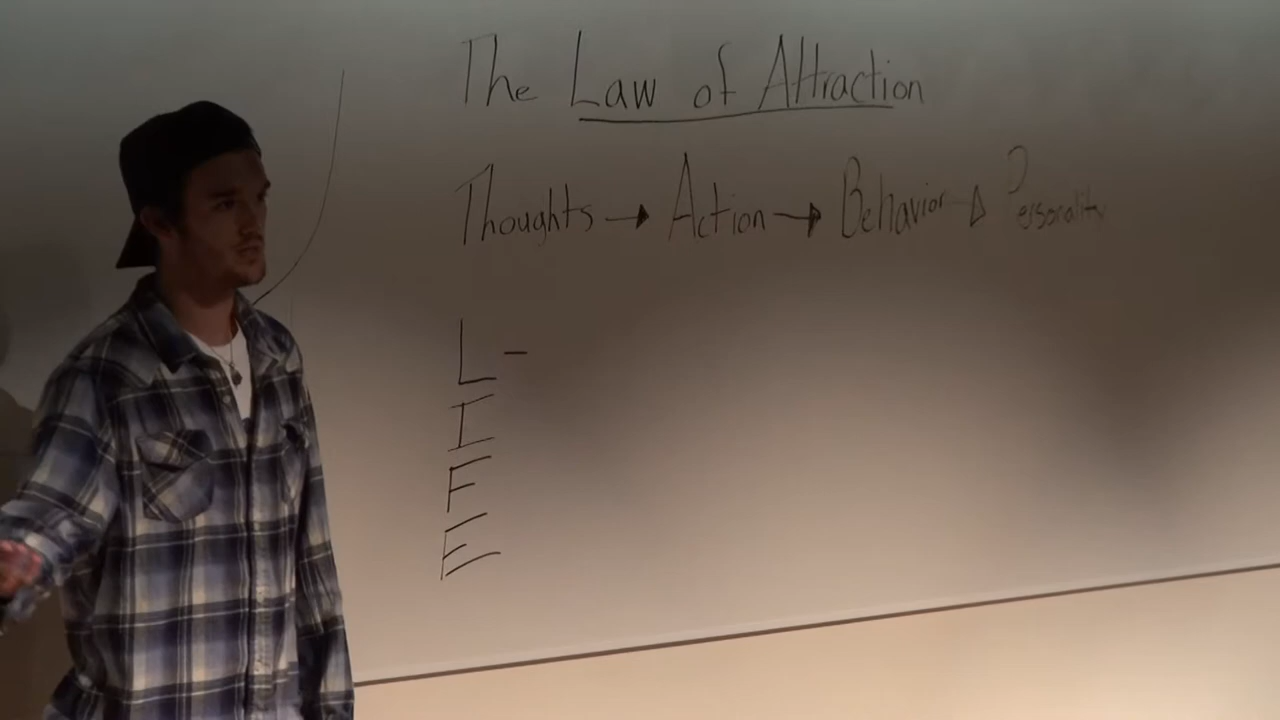 The Law of Attraction
Thoughts → Action → Behavior → Personality
L -
I
F
E